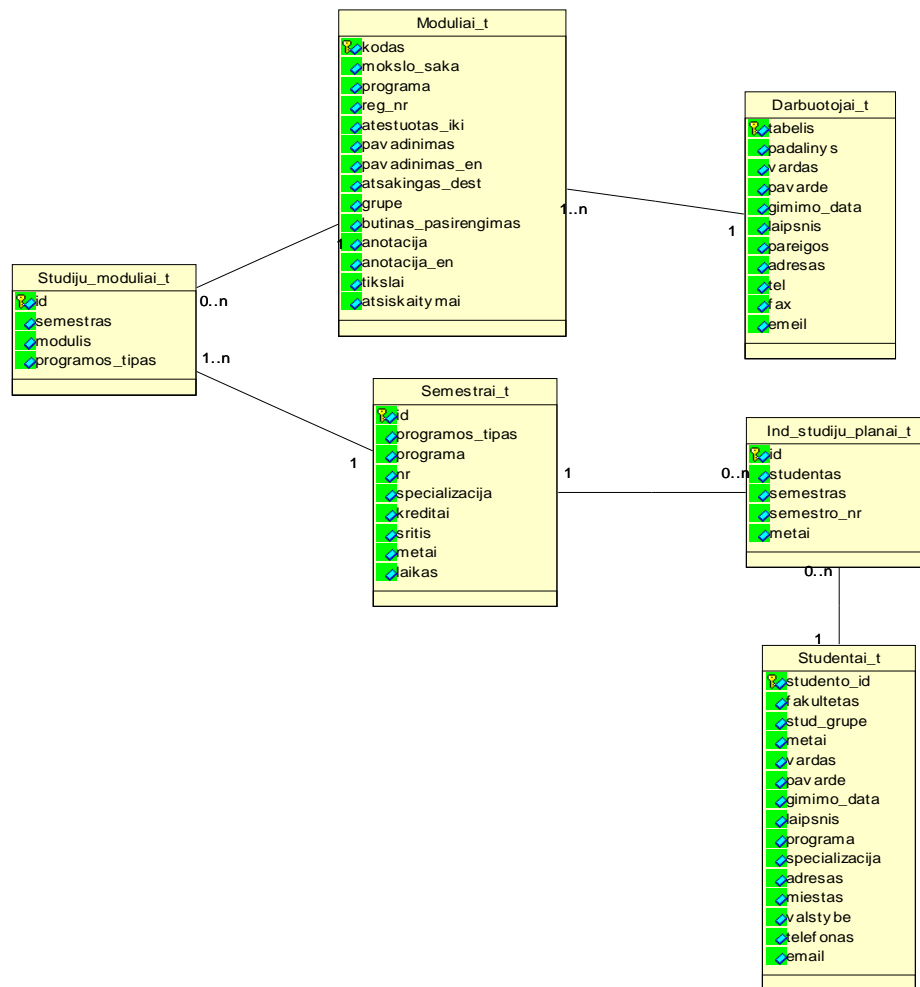 Moduliai_t
kodas
mokslo_saka
programa
reg_nr
atestuotas_iki
pavadinimas
pavadinimas_en
atsakingas_dest
grupe
butinas_pasirengimas
anotacija
anotacija_en
tikslai
atsiskaitymai
1..n
1
Darbuotojai_t
tabelis
padalinys
vardas
pavarde
gimimo_data
laipsnis
pareigos
adresas
tel
fax
emeil
1
Studiju_moduliai_t
id
semestras
modulis
programos_tipas
0..n
1..n
Semestrai_t
id
programos_tipas
programa
nr
specializacija
kreditai
sritis
metai
laikas
1
1
Ind_studiju_planai_t
id
studentas
semestras
semestro_nr
metai
0..n
0..n
1
Studentai_t
studento_id
fakultetas
stud_grupe
metai
vardas
pavarde
gimimo_data
laipsnis
programa
specializacija
adresas
miestas
valstybe
telefonas
email